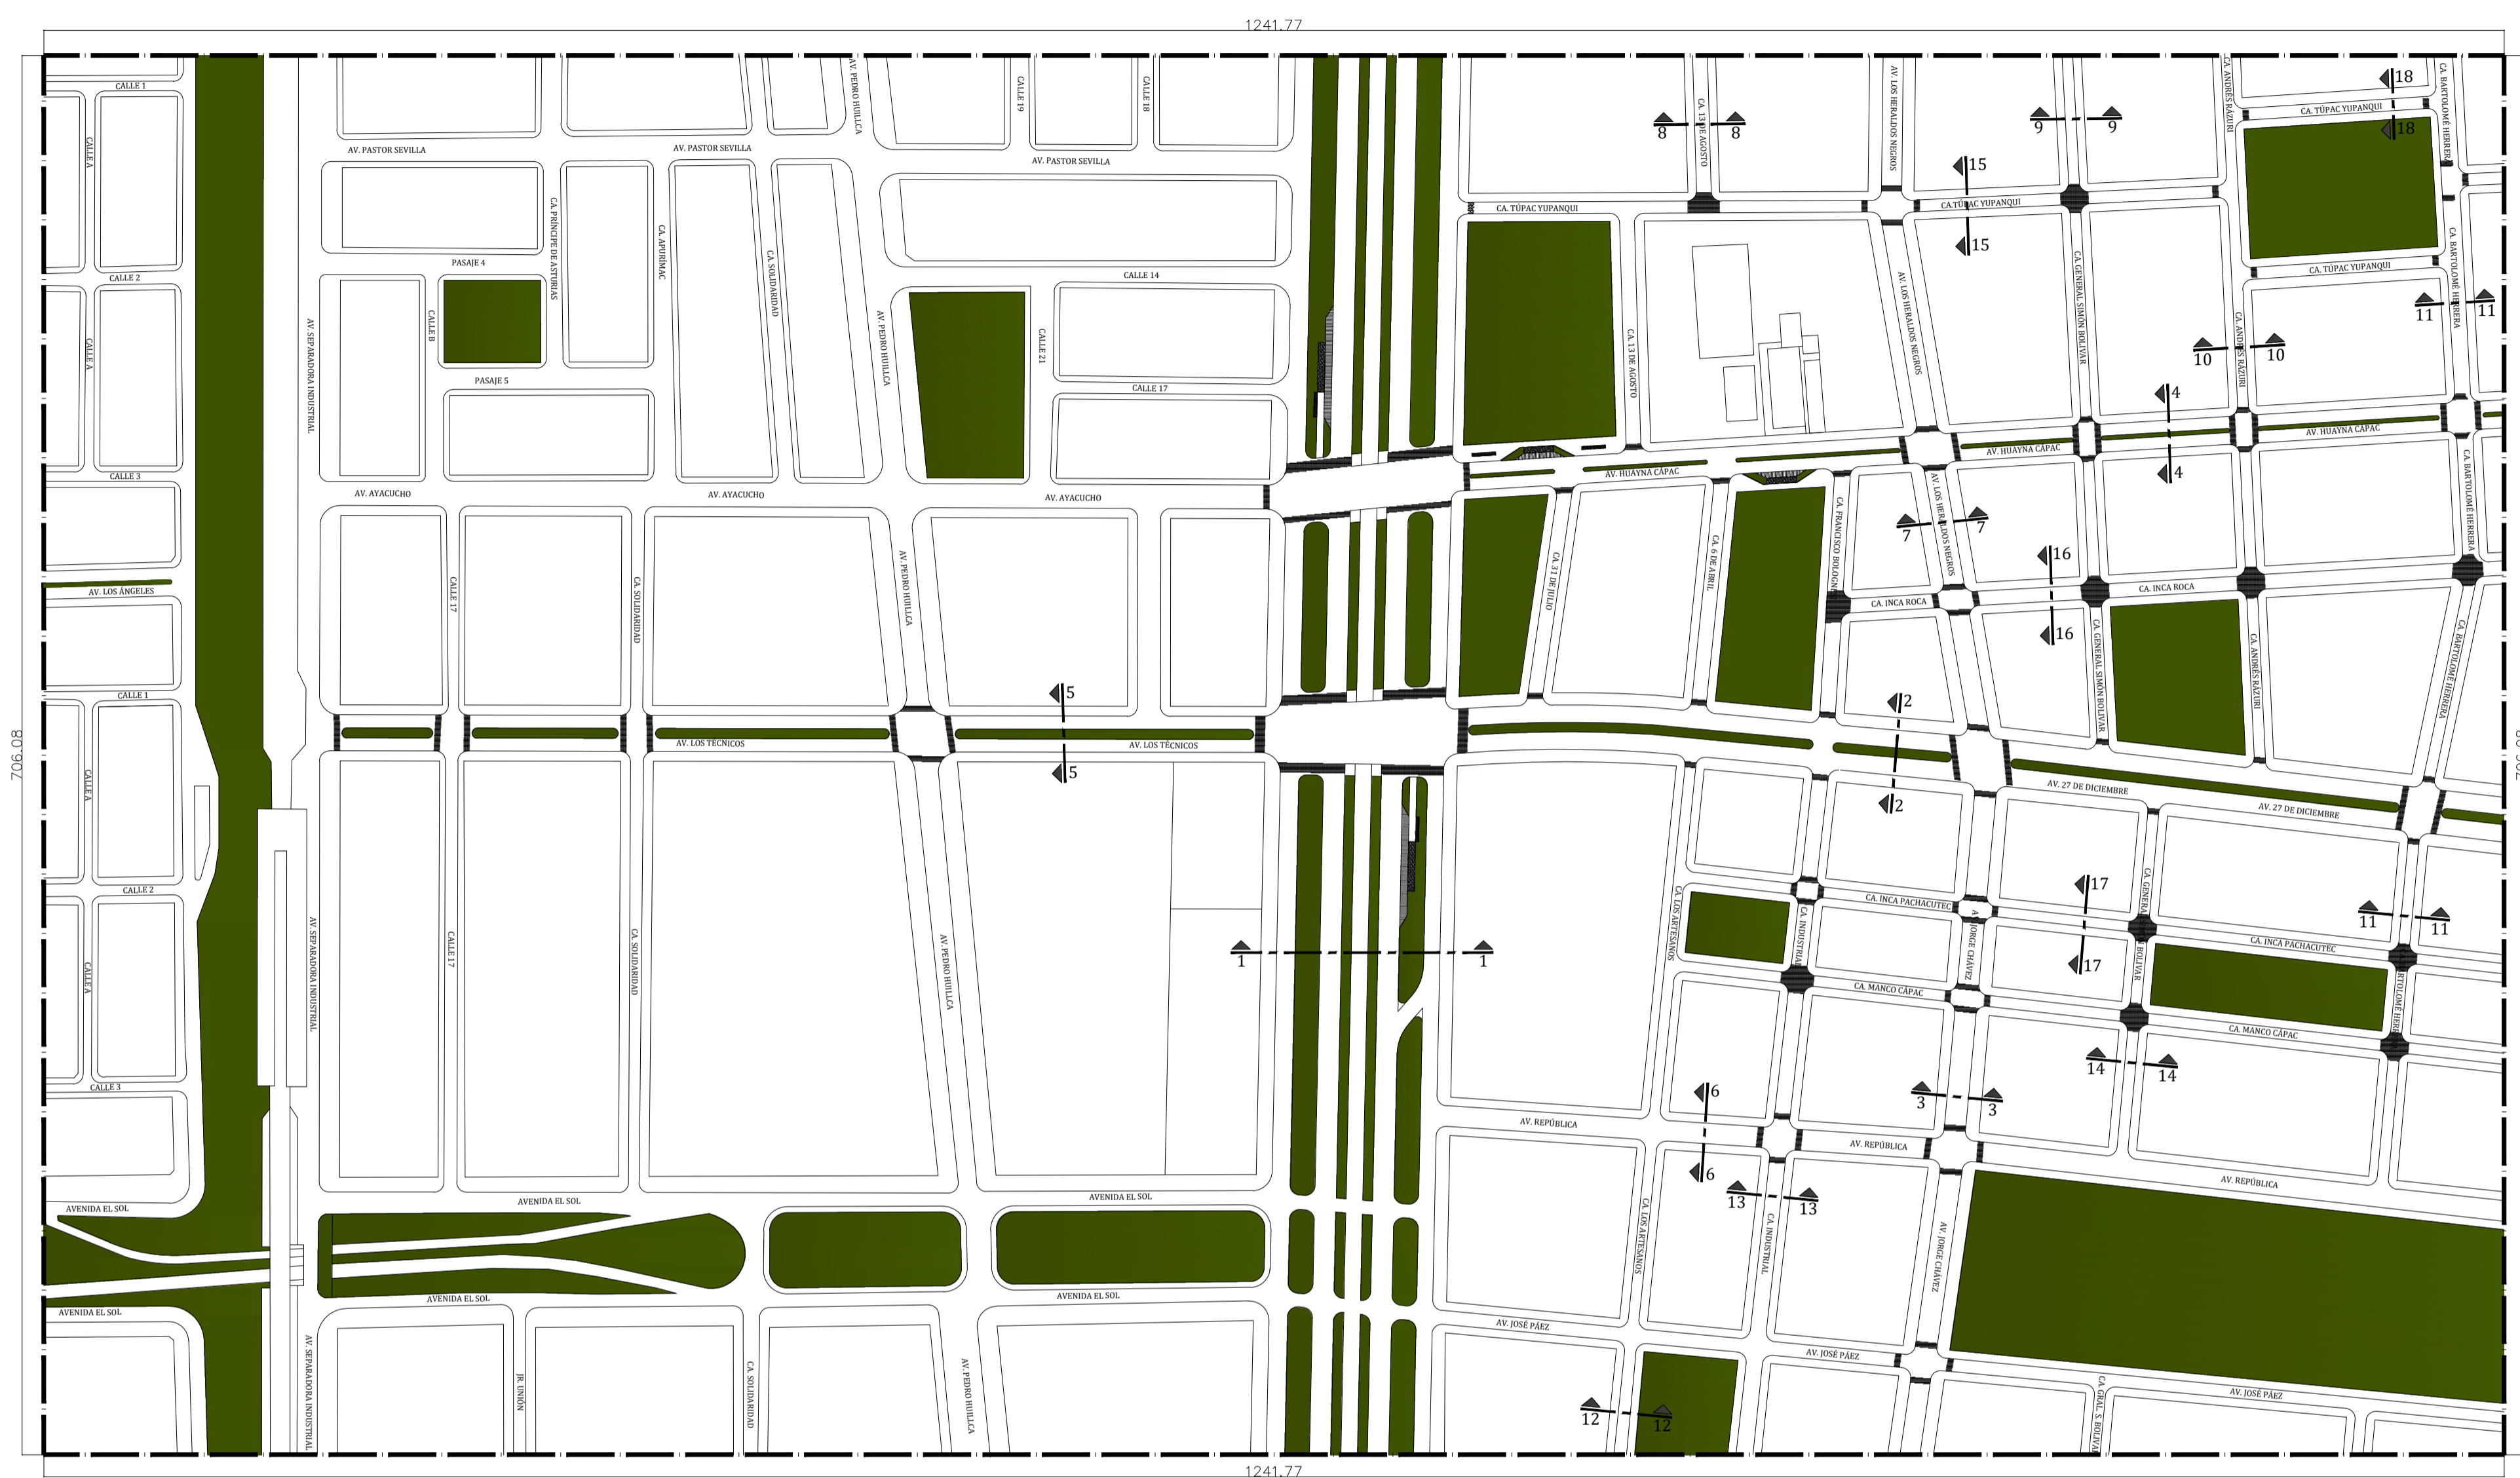 1241.77
CALLE 1
CALLE A
AV. PASTOR SEVILLA
AV. PASTOR SEVILLA
AV. PASTOR SEVILLA
AV. PEDRO HUILLCA
CALLE 19
CALLE 18
CA. 13 DE AGOSTO
AV. LOS HERALDOS NEGROS
CA. ANDRÉS RÁZURI
CA. BARTOLOMÉ HERRERA
CA. TÚPAC YUPANQUI
18
18
8
8
9
9
15
15
CA. TÚPAC YUPANQUI
CA.TÚPAC YUPANQUI
CA. TÚPAC YUPANQUI
CALLE 2
PASAJE 4
CA. PRÍNCIPE DE ASTURIAS
CA. APURÍMAC
CA. SOLIDARIDAD
CALLE 14
AV. SEPARADORA INDUSTRIAL
CALLE A
CALLE B
PASAJE 5
AV. PEDRO HUILLCA
CALLE 21
CALLE 17
CA. 13 DE AGOSTO
AV. LOS HERALDOS NEGROS
CA. GENERAL SIMÓN BOLIVAR
CA. ANDRÉS RÁZURI
CA. BARTOLOMÉ HERRERA
11
11
10
10
4
4
CALLE 3
AV. AYACUCHO
AV. AYACUCHO
AV. AYACUCHO
AV. HUAYNA CÁPAC
AV. HUAYNA CÁPAC
AV. HUAYNA CÁPAC
CA. BARTOLOMÉ HERRERA
AV. LOS HERALDOS NEGROS
7
7
16
16
AV. LOS ÁNGELES
CALLE 17
CA. SOLIDARIDAD
AV. PEDRO HUILLCA
CA. 31 DE JULIO
CA. 6 DE ABRIL
CA. INCA ROCA
CA. INCA ROCA
CA. GENERAL SIMÓN BOLIVAR
CA. ANDRÉS RÁZURI
CA. BARTOLOMÉ HERRERA
CALLE 1
5
5
2
2
AV. LOS TÉCNICOS
AV. LOS TÉCNICOS
AV. 27 DE DICIEMBRE
AV. 27 DE DICIEMBRE
706.08
CALLE A
CALLE 2
CALLE A
CALLE 3
AV. SEPARADORA INDUSTRIAL
CALLE 17
CA. SOLIDARIDAD
AV. PEDRO HUILLCA
1
1
CA. LOS ARTESANOS
CA. INDUSTRIAL
CA. INCA PACHACUTEC
CA. INCA PACHACUTEC
17
17
11
11
CA. MANCO CÁPAC
CA. MANCO CÁPAC
14
14
3
3
6
6
AV. REPÚBLICA
AV. REPÚBLICA
AV. REPÚBLICA
13
13
AVENIDA EL SOL
AVENIDA EL SOL
AVENIDA EL SOL
AVENIDA EL SOL
AVENIDA EL SOL
AVENIDA EL SOL
CA. LOS ARTESANOS
CA. INDUSTRIAL
AV. JORGE CHÁVEZ
AV. JOSÉ PÁEZ
AV. JOSÉ PÁEZ
AV. JOSÉ PÁEZ
AV. SEPARADORA INDUSTRIAL
JR. UNIÓN
CA. SOLIDARIDAD
AV. PEDRO HUILLCA
12
12
1241.77